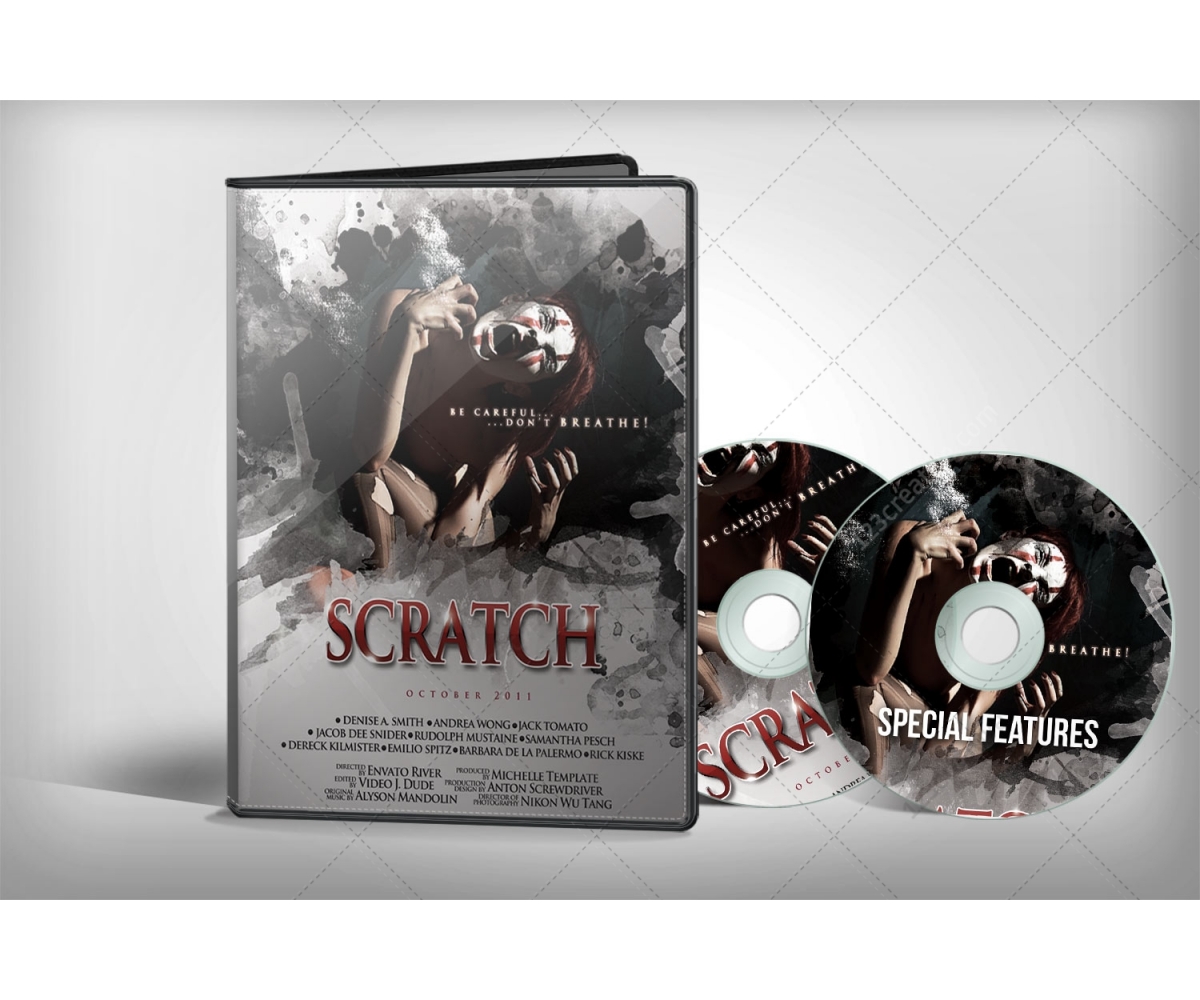 BE CAREFUL...
...DON'T BREATHE!
SCRATCH
OCTOBER 2011
• DENISE A. SMITH • ANDREA WONG • JACK TOMATO
• JACOB DEE SNIDER • RUDOLPH MUSTAINE • SAMANTHA PESCH
• DERECK KILMISTER • EMILIO SPITZ • BARBARA DE LA PALERMO • RICK KISKE
DIRECTED BY ENVATO RIVER PRODUCED BY MICHELLE TEMPLATE
EDITED BY VIDEO J. DUDE PRODUCTION DESIGN BY ANTON SCREWDRIVER
ORIGINAL MUSIC BY ALYSON MANDOLIN DIRECTOR OF PHOTOGRAPHY NIKON WU TANG
BE CAREFUL...
...DON'T BREATHE!
SCRA
OCTOBE
ANDREA
BREATHE!
SPECIAL FEATURES